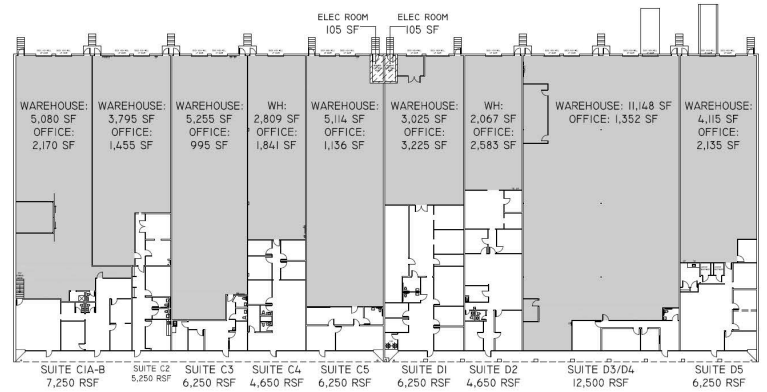 ELEC ROOM
105 SF
ELEC ROOM
105 SF
WAREHOUSE:
5,080 SF
OFFICE:
2,170 SF
WAREHOUSE:
3,795 SF
OFFICE:
1,455 SF
WAREHOUSE:
5,255 SF
OFFICE:
995 SF
WH:
2,809 SF
OFFICE:
1,841 SF
WAREHOUSE:
5,114 SF
OFFICE:
1,136 SF
WAREHOUSE:
3,025 SF
OFFICE:
3,225 SF
WH:
2,067 SF
OFFICE:
2,583 SF
WAREHOUSE: 11,148 SF
OFFICE: 1,352 SF
WAREHOUSE:
4,115 SF
OFFICE:
2,135 SF
SUITE C1A-B
7,250 RSF
SUITE C2
5,250 RSF
SUITE C3
6,250 RSF
SUITE C4
4,650 RSF
SUITE C5
6,250 RSF
SUITE D1
6,250 RSF
SUITE D2
4,650 RSF
SUITE D3/D4
12,500 RSF
SUITE D5
6,250 RSF